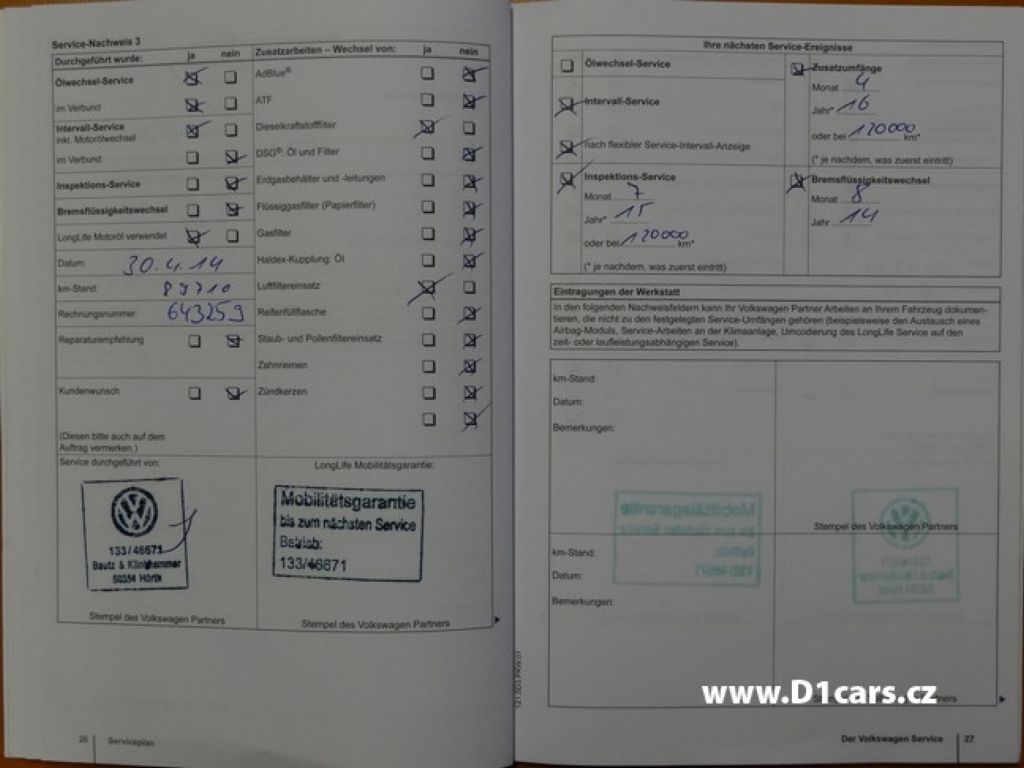 Service-Nachweis 3
Durchgeführt wurde: ja nein
Ölwechsel-Service
im Verbund
Intervall-Service
inkl. Motorölwechsel
im Verbund
Inspektions-Service
Bremsflüssigkeitswechsel
LongLife Motoröl verwendet
Datum: 30.4.14
km-Stand: 89710
Rechnungsnummer: 643259
Reparaturempfehlung
Kundenwunsch
(Diesen bitte auch auf dem
Auftrag vermerken.)
Service durchgeführt von:
133/46671
Bautz & Klinkhammer
50354 Hürth
Stempel des Volkswagen Partners
Zusatzarbeiten – Wechsel von: ja nein
AdBlue®
ATF
Dieselkraftstofffilter
DSG®: Öl und Filter
Erdgasbehälter und -leitungen
Flüssiggasfilter (Papierfilter)
Gasfilter
Haldex-Kupplung: Öl
Luftfiltereinsatz
Reifenfüllflasche
Staub- und Pollenfiltereinsatz
Zahnriemen
Zündkerzen
LongLife Mobilitätsgarantie:
Mobilitätsgarantie
bis zum nächsten Service
Betrieb:
133/46671
Stempel des Volkswagen Partners
26 Serviceplan
Ihre nächsten Service-Ereignisse
Ölwechsel-Service
Intervall-Service
nach flexibler Service-Intervall-Anzeige
Inspektions-Service
Monat 7
Jahr* 15
oder bei 120000 km*
(* je nachdem, was zuerst eintritt)
Zusatzumfänge
Monat 4
Jahr* 16
oder bei 120000 km*
(* je nachdem, was zuerst eintritt)
Bremsflüssigkeitswechsel
Monat 8
Jahr 14
Eintragungen der Werkstatt
In den folgenden Nachweisfeldern kann Ihr Volkswagen Partner Arbeiten an Ihrem Fahrzeug dokumen-
tieren, die nicht zu den festgelegten Service-Umfängen gehören (beispielsweise den Austausch eines
Airbag-Moduls, Service-Arbeiten an der Klimaanlage, Umcodierung des LongLife Service auf den
zeit- oder laufleistungsabhängigen Service).
km-Stand:
Datum:
Bemerkungen:
Stempel des Volkswagen Partners
km-Stand:
Datum:
Bemerkungen:
www.D1cars.cz
Der Volkswagen Service 27